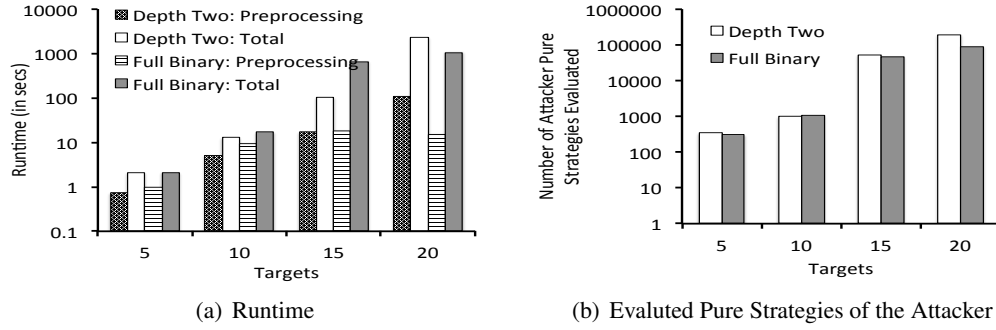 Depth Two: Preprocessing
Depth Two: Total
Full Binary: Preprocessing
Full Binary: Total
Runtime (in secs)
10000
1000
100
10
1
0.1
5 10 15 20
Targets
(a) Runtime
Depth Two
Full Binary
Number of Attacker Pure
Strategies Evaluated
1000000
100000
10000
1000
100
10
1
5 10 15 20
Targets
(b) Evaluted Pure Strategies of the Attacker